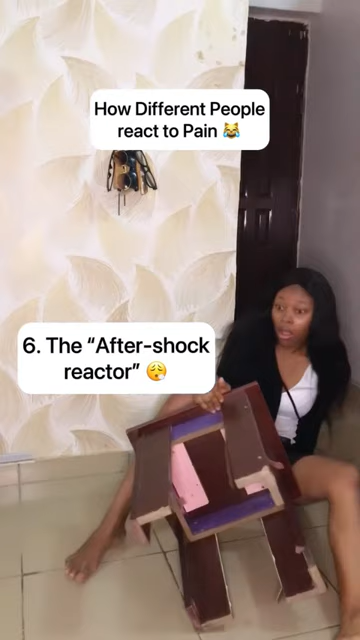 How Different People
react to Pain 😹
6. The “After-shock
reactor” 😮‍💨